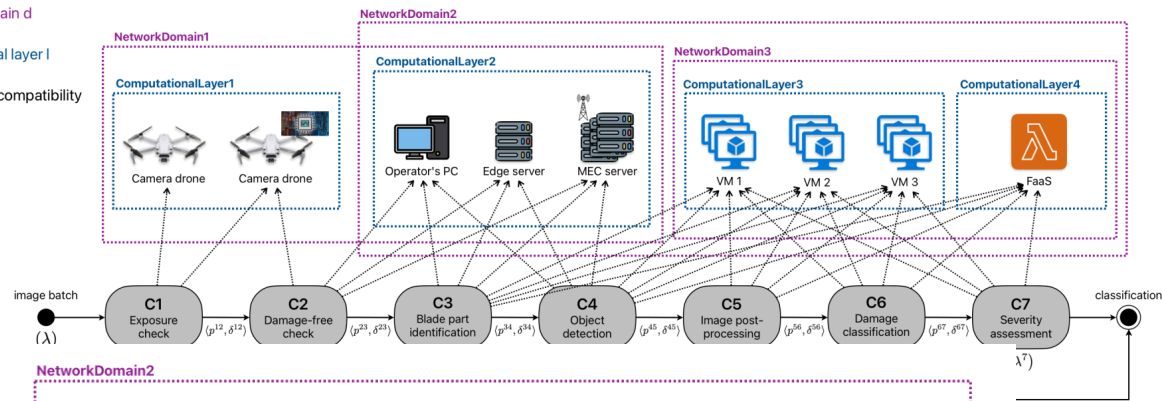 ain d
NetworkDomain2
NetworkDomain1
NetworkDomain3
al layer l
ComputationalLayer2
ComputationalLayer1
ComputationalLayer3
ComputationalLayer4
compatibility
Camera drone
Camera drone
Operator's PC
Edge server
MEC server
VM 1
VM 2
VM 3
FaaS
image batch
(λ)
C1
Exposure
check
⟨p¹²,δ¹²⟩
C2
Damage-free
check
⟨p²³,δ²³⟩
C3
Blade part
identification
⟨p³⁴,δ³⁴⟩
C4
Object
detection
⟨p⁴⁵,δ⁴⁵⟩
C5
Image post-
processing
⟨p⁵⁶,δ⁵⁶⟩
C6
Damage
classification
⟨p⁶⁷,δ⁶⁷⟩
C7
Severity
assessment
classification
λ⁷)
NetworkDomain2